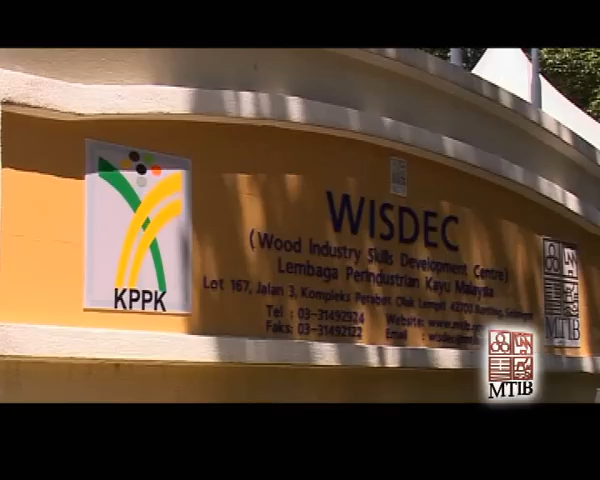 KPPK
WISDEC
(Wood Industry Skills Development Centre)
Lembaga Perindustrian Kayu Malaysia
Lot 167, Jalan 3, Kompleks Perabot Olak Lempit 42700 Banting, Selangor
Tel : 03-31492924 Website: www.mtib.
Faks: 03-31492122 Email :
MTIB
MTIB